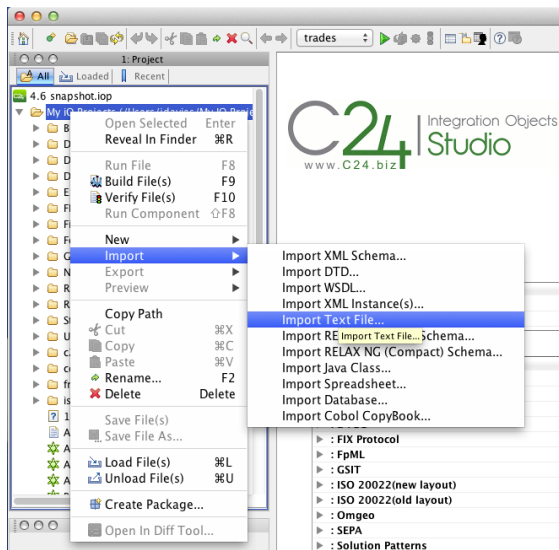 trades
1: Project
All
Loaded
Recent
4.6 snapshot.iop
My iO Projects
Open Selected Enter
Reveal In Finder ⌘R
Run File F8
Build File(s) F9
Verify File(s) F10
Run Component ⇧F8
New
Import
Export
Preview
Copy Path
Cut ⌘X
Copy ⌘C
Paste ⌘V
Rename... F2
Delete Delete
Save File(s)
Save File As...
Load File(s) ⌘L
Unload File(s) ⌘U
Create Package...
Open In Diff Tool...
Import XML Schema...
Import DTD...
Import WSDL...
Import XML Instance(s)...
Import Text File...
Import RE Import Text File... Schema...
Import RELAX NG (Compact) Schema...
Import Java Class...
Import Spreadsheet...
Import Database...
Import Cobol CopyBook...
C24 Integration Objects
Studio
www.C24.biz
: FIX Protocol
: FpML
: GSIT
: ISO 20022(new layout)
: ISO 20022(old layout)
: Omgeo
: SEPA
: Solution Patterns